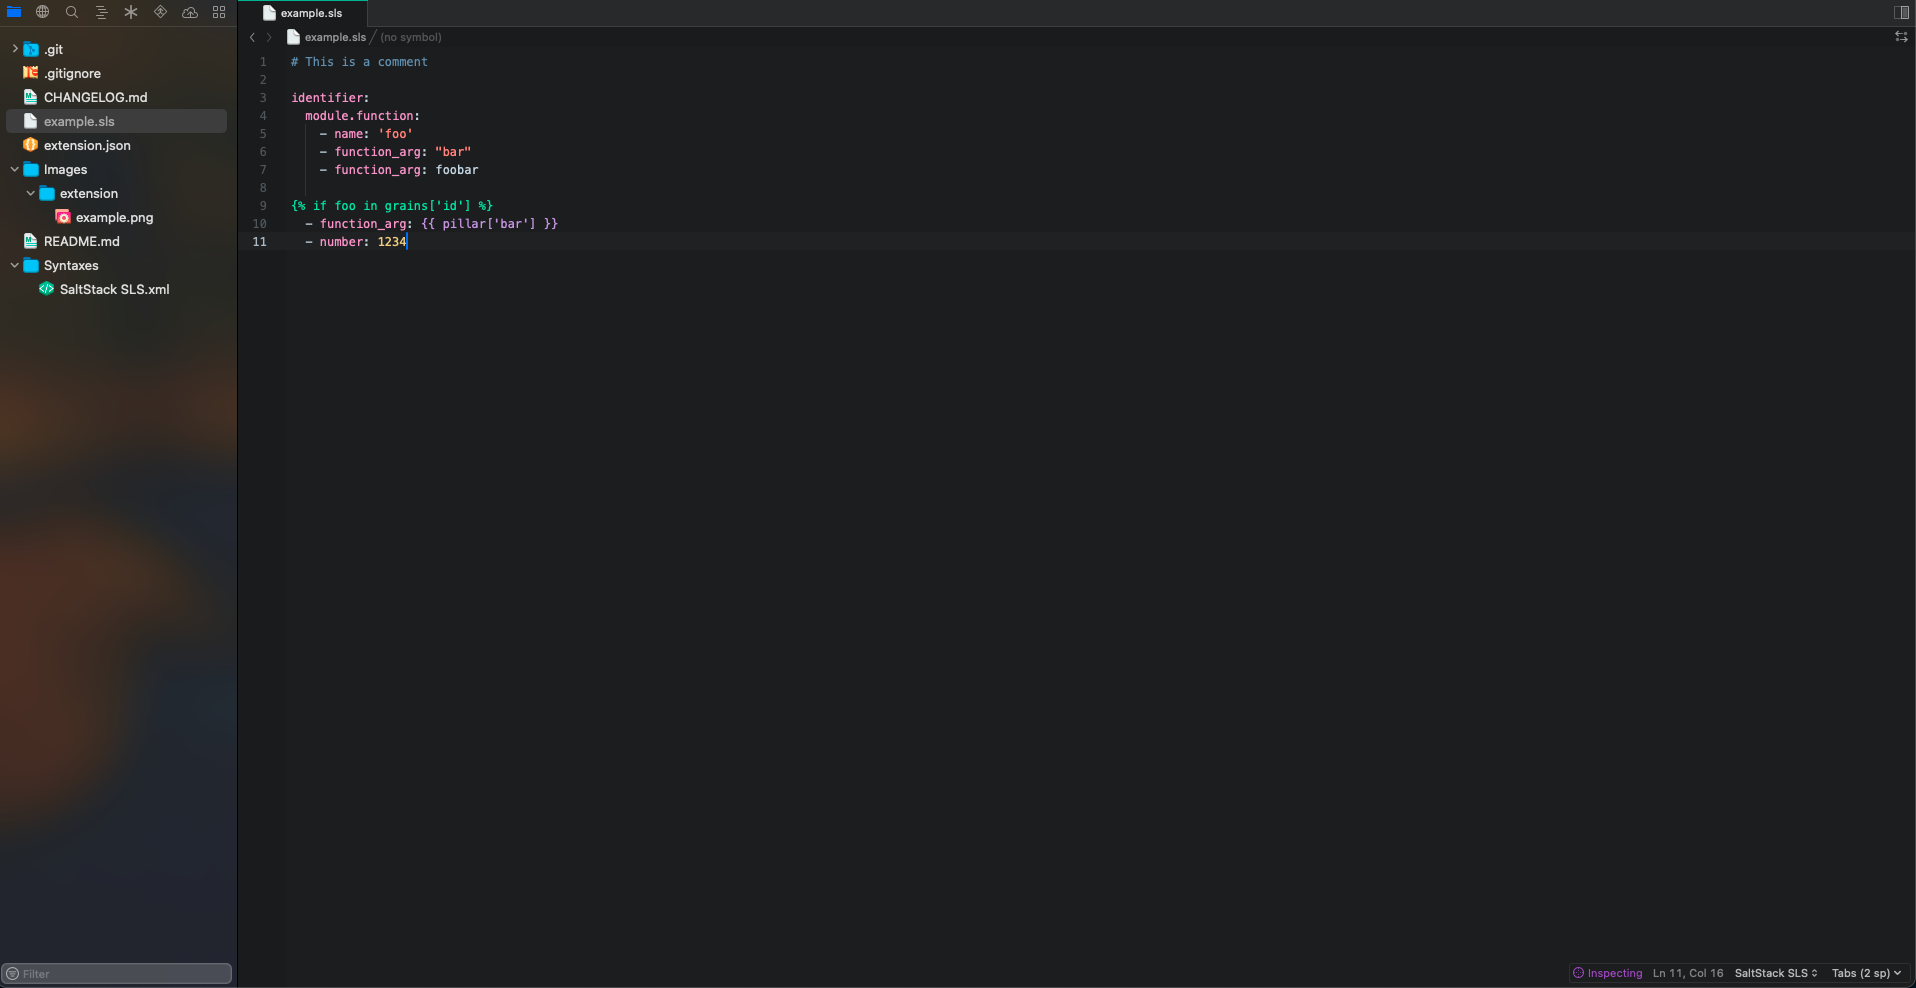 example.sls
example.sls / (no symbol)
.git
.gitignore
CHANGELOG.md
example.sls
extension.json
Images
extension
example.png
README.md
Syntaxes
SaltStack SLS.xml
Filter
1 # This is a comment
2
3 identifier:
4   module.function:
5     - name: 'foo'
6     - function_arg: "bar"
7     - function_arg: foobar
8
9 {% if foo in grains['id'] %}
10   - function_arg: {{ pillar['bar'] }}
11   - number: 1234
Inspecting Ln 11, Col 16 SaltStack SLS Tabs (2 sp)